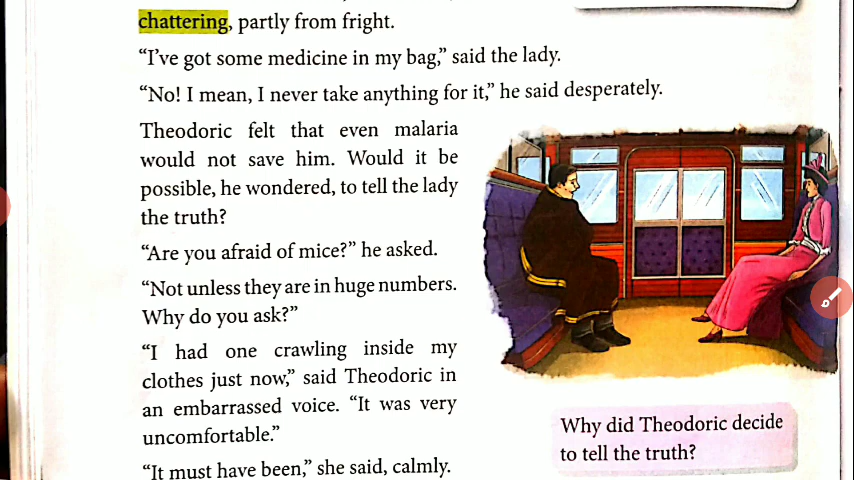 chattering, partly from fright.
“I’ve got some medicine in my bag,” said the lady.
“No! I mean, I never take anything for it,” he said desperately.
Theodoric felt that even malaria
would not save him. Would it be
possible, he wondered, to tell the lady
the truth?
“Are you afraid of mice?” he asked.
“Not unless they are in huge numbers.
Why do you ask?”
“I had one crawling inside my
clothes just now,” said Theodoric in
an embarrassed voice. “It was very
uncomfortable.”
“It must have been,” she said, calmly.
Why did Theodoric decide
to tell the truth?